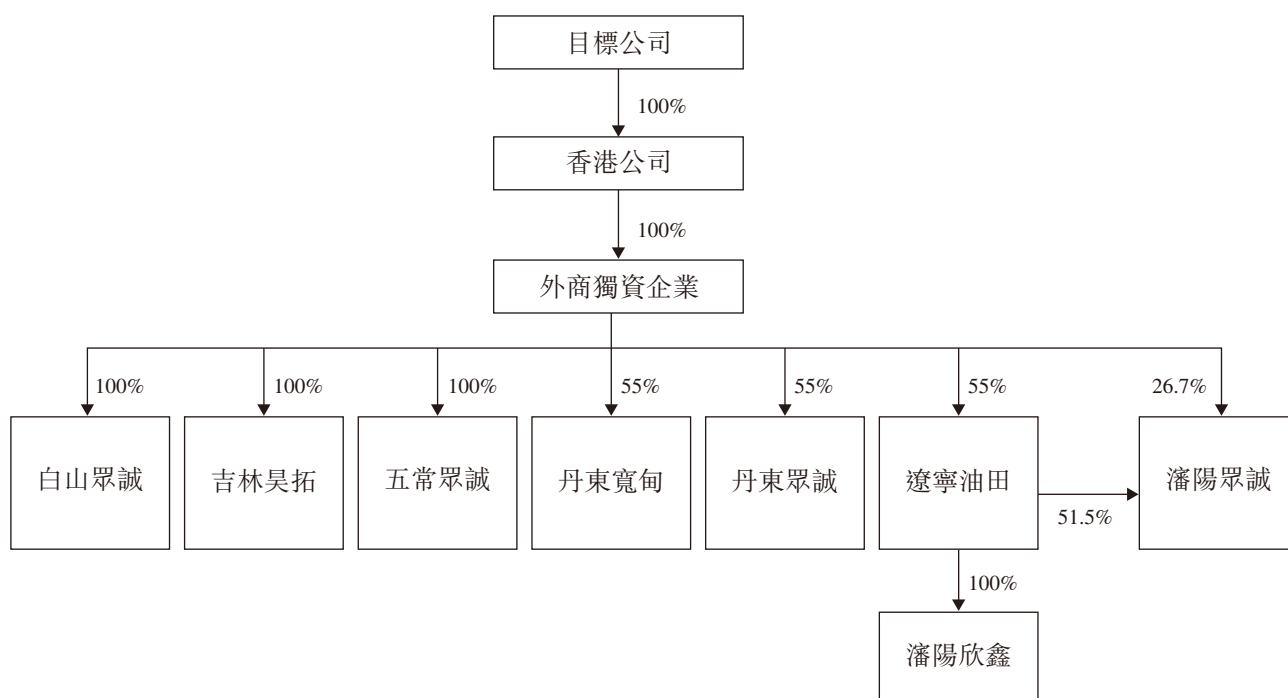 目標公司
100%
香港公司
100%
外商獨資企業
100%
100%
100%
55%
55%
55%
26.7%
白山眾誠
吉林昊拓
五常眾誠
丹東寬甸
丹東眾誠
遼寧油田
瀋陽眾誠
51.5%
100%
瀋陽欣鑫